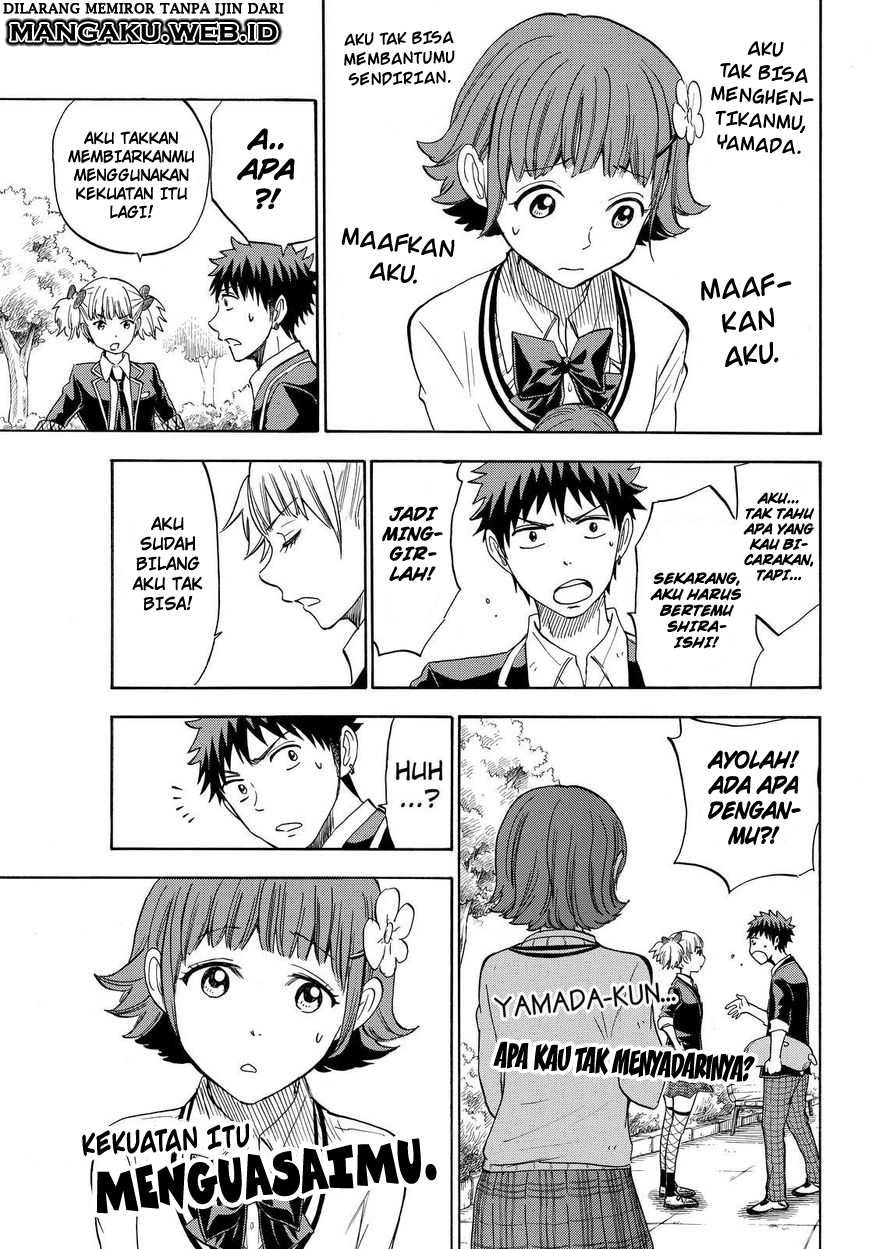 DILARANG MEMIROR TANPA IJIN DARI
MANGAKU.WEB.ID
AKU
TAK BISA
MENGHEN-
TIKANMU,
YAMADA.
AKU TAK BISA
MEMBANTUMU
SENDIRIAN.
MAAF-
KAN
AKU.
MAAFKAN
AKU.
A..
APA
?!
AKU TAKKAN
MEMBIARKANMU
MENGGUNAKAN
KEKUATAN ITU
LAGI!
AKU...
TAK TAHU
APA YANG
KAU BI-
CARAKAN,
TAPI...
SEKARANG,
AKU HARUS
BERTEMU
SHIRA-
ISHI!
JADI
MING-
GIR-
LAH!
AKU
SUDAH
BILANG
AKU TAK
BISA!
AYOLAH!
ADA APA
DENGAN-
MU?!
YAMADA-KUN...
APA KAU TAK MENYADARINYA?
HUH
...?
KEKUATAN ITU
MENGUASAIMU.